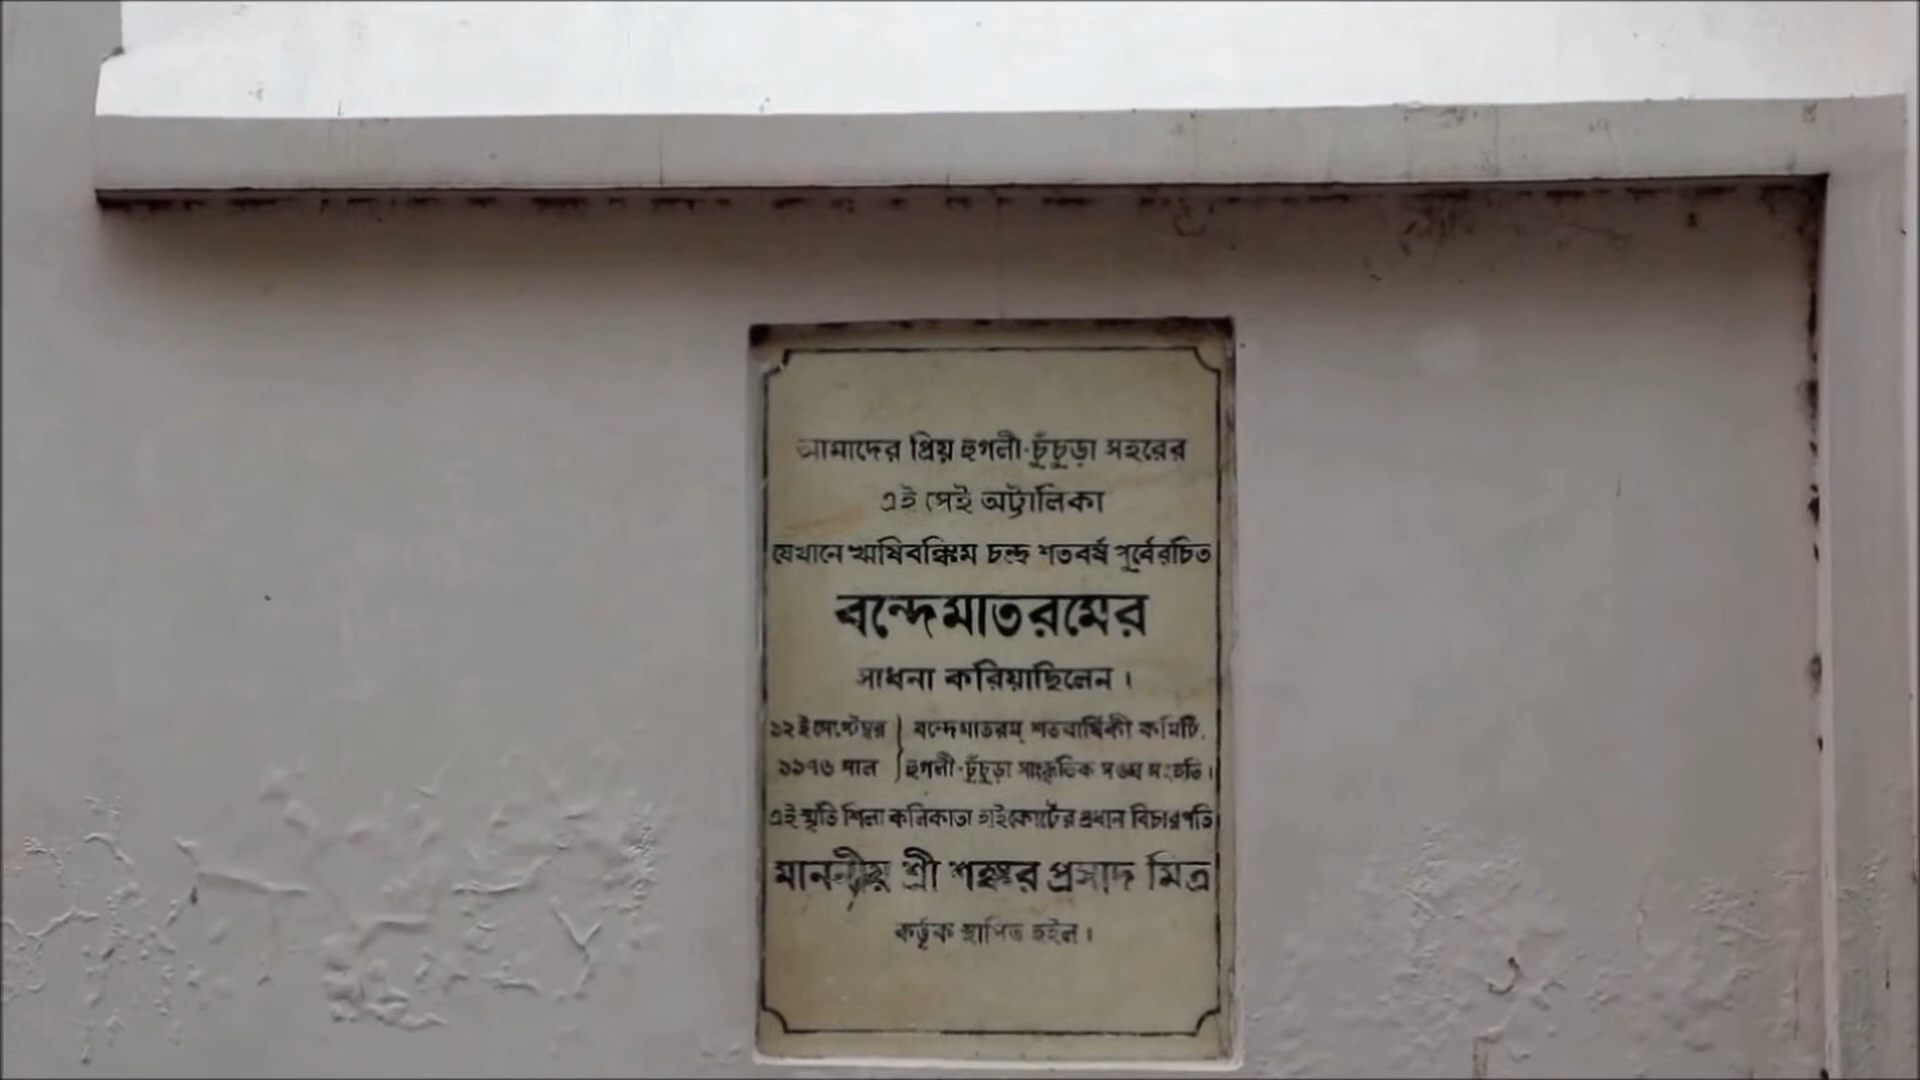 আমাদের প্রিয় হুগলী-চুঁচুড়া সহরের
এই সেই অট্টালিকা
যেখানে ঋষিবঙ্কিম চন্দ্র শতবর্ষ পূর্বেরচিত
বন্দেমাতরমের
সাধনা করিয়াছিলেন।
১২ই সেপ্টেম্বর } বন্দেমাতরম্ শতবার্ষিকী কমিটি,
১৯৭৬ সাল } হুগলী-চুঁচুড়া সাংস্কৃতিক
এই স্মৃতি শিলা কলিকাতা হাইকোর্টের প্রধান বিচারপতি
মাননীয় শ্রী শঙ্কর প্রসাদ মিত্র
কর্তৃক স্থাপিত হইল।